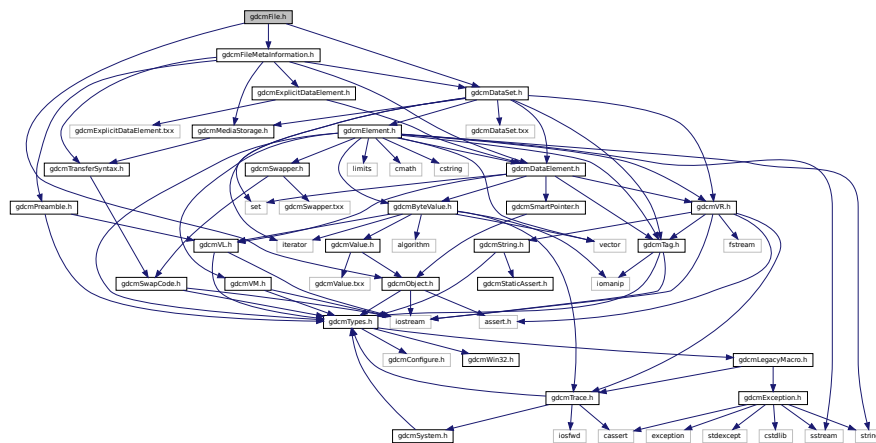 gdcmFile.h
gdcmFileMetaInformation.h
gdcmExplicitDataElement.h
gdcmDataSet.h
gdcmExplicitDataElement.txx
gdcmMediaStorage.h
gdcmElement.h
gdcmDataSet.txx
gdcmTransferSyntax.h
gdcmSwapper.h
limits
cmath
cstring
gdcmDataElement.h
gdcmPreamble.h
set
gdcmSwapper.txx
gdcmByteValue.h
gdcmSmartPointer.h
gdcmVR.h
gdcmVL.h
iterator
gdcmValue.h
algorithm
gdcmString.h
vector
gdcmTag.h
fstream
gdcmSwapCode.h
gdcmVM.h
gdcmValue.txx
gdcmObject.h
gdcmStaticAssert.h
iomanip
gdcmTypes.h
iostream
assert.h
gdcmConfigure.h
gdcmWin32.h
gdcmLegacyMacro.h
gdcmTrace.h
gdcmException.h
gdcmSystem.h
iosfwd
cassert
exception
stdexcept
cstdlib
sstream